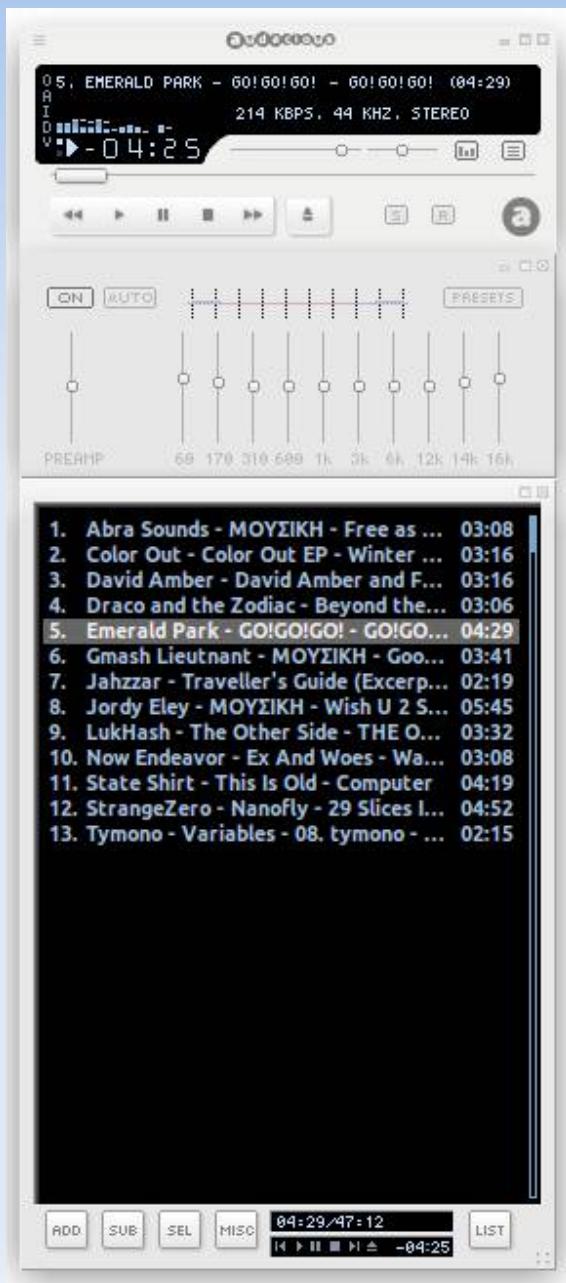 audacious
5. EMERALD PARK - GO!GO!GO! - GO!GO!GO! (04:29)
O
A
I
D
V
214 KBPS, 44 KHZ, STEREO
-04:25
S R
a
ON AUTO PRESETS
PREAMP 60 170 310 600 1k 3k 6k 12k 14k 16k
1. Abra Sounds - ΜΟΥΣΙΚΗ - Free as ... 03:08
2. Color Out - Color Out EP - Winter ... 03:16
3. David Amber - David Amber and F... 03:16
4. Draco and the Zodiac - Beyond the... 03:06
5. Emerald Park - GO!GO!GO! - GO!GO... 04:29
6. Gmash Lieutnant - ΜΟΥΣΙΚΗ - Goo... 03:41
7. Jahzzar - Traveller's Guide (Excerp... 02:19
8. Jordy Eley - ΜΟΥΣΙΚΗ - Wish U 2 S... 05:45
9. LukHash - The Other Side - THE O... 03:32
10. Now Endeavor - Ex And Woes - Wa... 03:08
11. State Shirt - This Is Old - Computer 04:19
12. StrangeZero - Nanofly - 29 Slices I... 04:52
13. Tymono - Variables - 08. tymono - ... 02:15
ADD SUB SEL MISC 04:29/47:12 LIST
-04:25